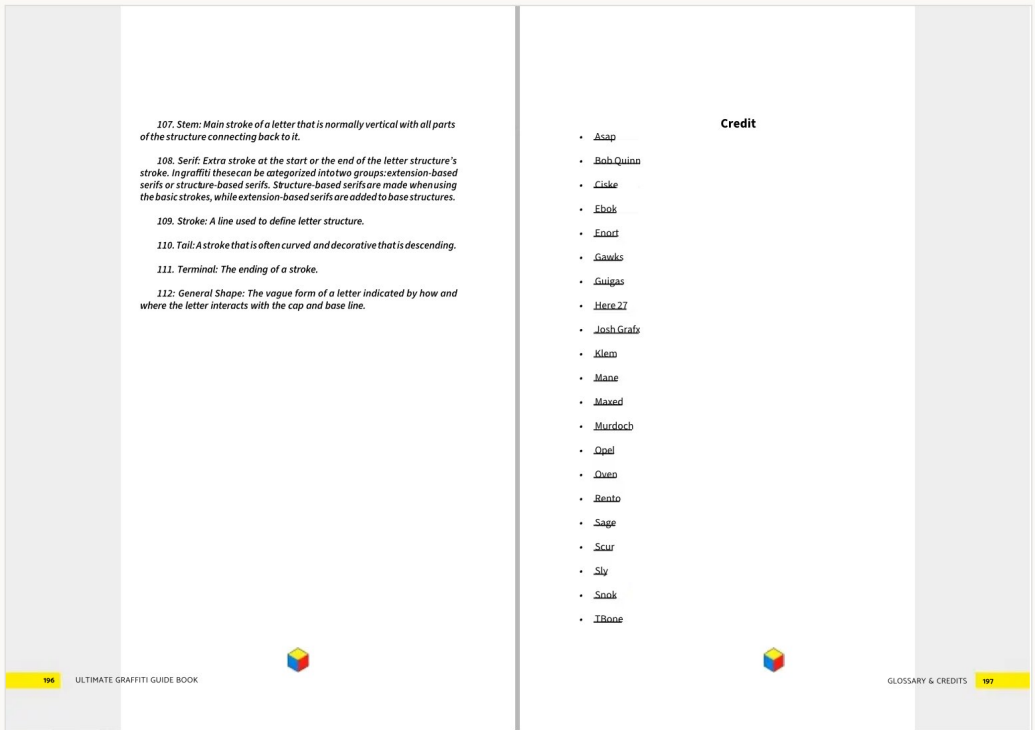 107. Stem: Main stroke of a letter that is normally vertical with all parts
of the structure connecting back to it.
108. Serif: Extra stroke at the start or the end of the letter structure's
stroke. In graffiti these can be categorized into two groups: extension-based
serifs or structure-based serifs. Structure-based serifs are made when using
the basic strokes, while extension-based serifs are added to base structures.
109. Stroke: A line used to define letter structure.
110. Tail: A stroke that is often curved and decorative that is descending.
111. Terminal: The ending of a stroke.
112: General Shape: The vague form of a letter indicated by how and
where the letter interacts with the cap and base line.
196 ULTIMATE GRAFFITI GUIDE BOOK
Credit
• Asap
• Bob Quinn
• Ciske
• Ebok
• Enort
• Gawks
• Guigas
• Here 27
• Josh Grafx
• Klem
• Mane
• Maxed
• Murdoch
• Opel
• Oven
• Rento
• Sage
• Scur
• Sly
• Snok
• TBone
GLOSSARY & CREDITS 197